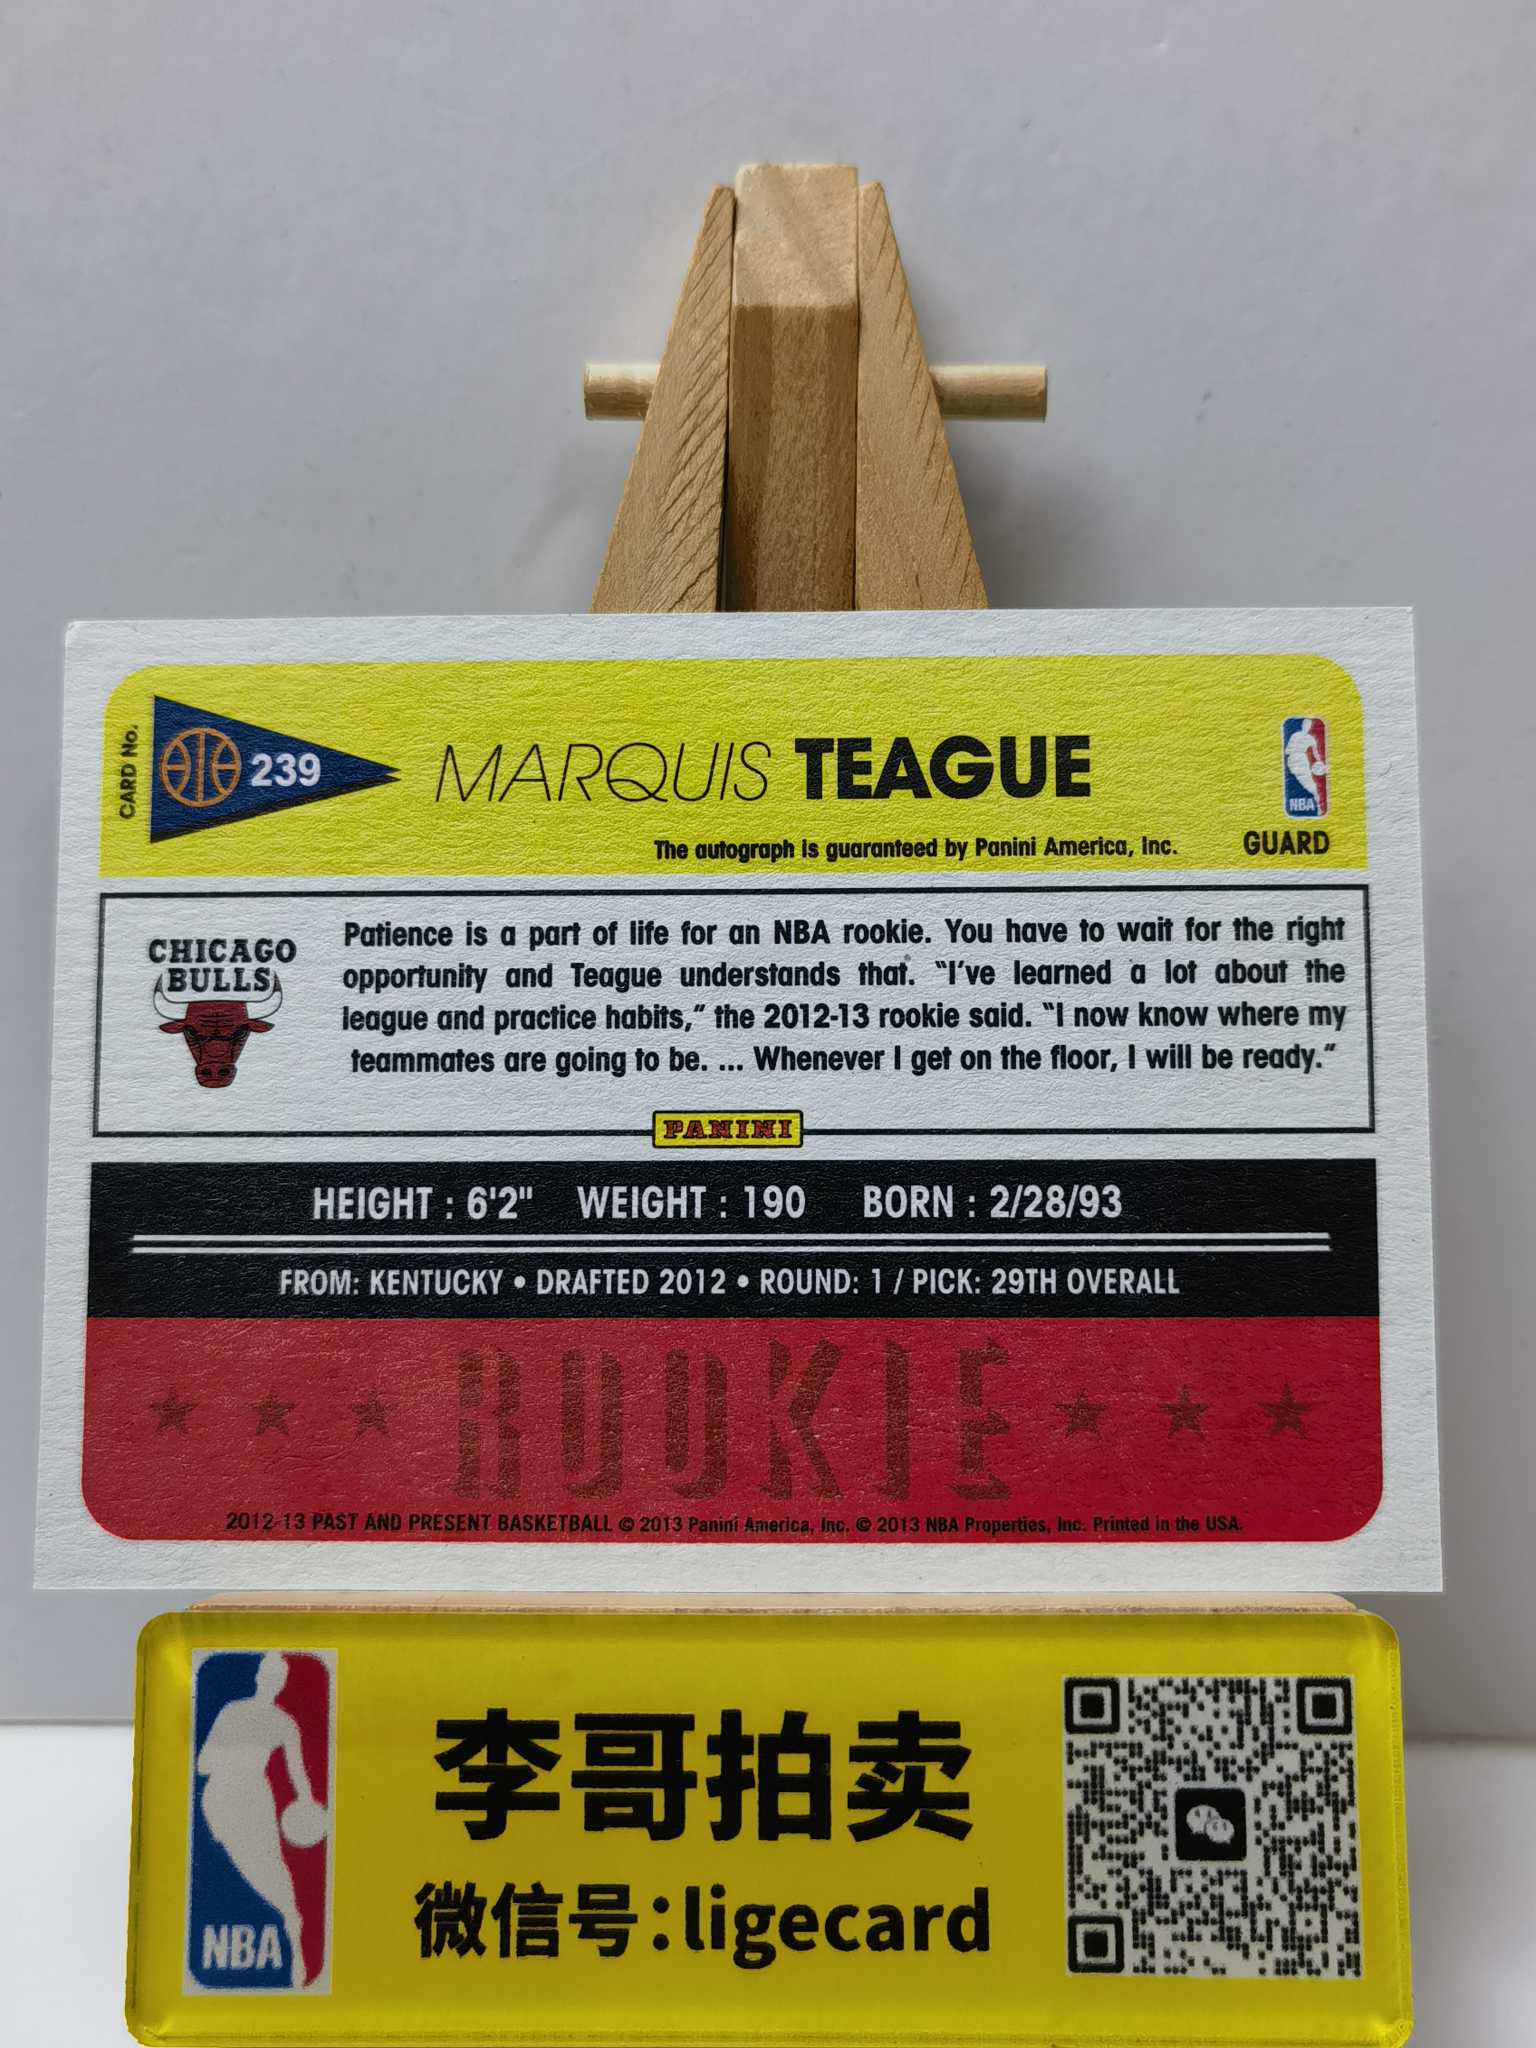 CARD No.
239
MARQUIS TEAGUE
The autograph is guaranteed by Panini America, Inc.
NBA
GUARD
CHICAGO
BULLS
Patience is a part of life for an NBA rookie. You have to wait for the right
opportunity and Teague understands that. “I’ve learned a lot about the
league and practice habits,” the 2012-13 rookie said. “I now know where my
teammates are going to be. ... Whenever I get on the floor, I will be ready.”
PANINI
HEIGHT : 6'2" WEIGHT : 190 BORN : 2/28/93
FROM: KENTUCKY • DRAFTED 2012 • ROUND: 1 / PICK: 29TH OVERALL
ROOKIE
2012-13 PAST AND PRESENT BASKETBALL © 2013 Panini America, Inc. © 2013 NBA Properties, Inc. Printed in the USA.
NBA
李哥拍卖
微信号:ligecard